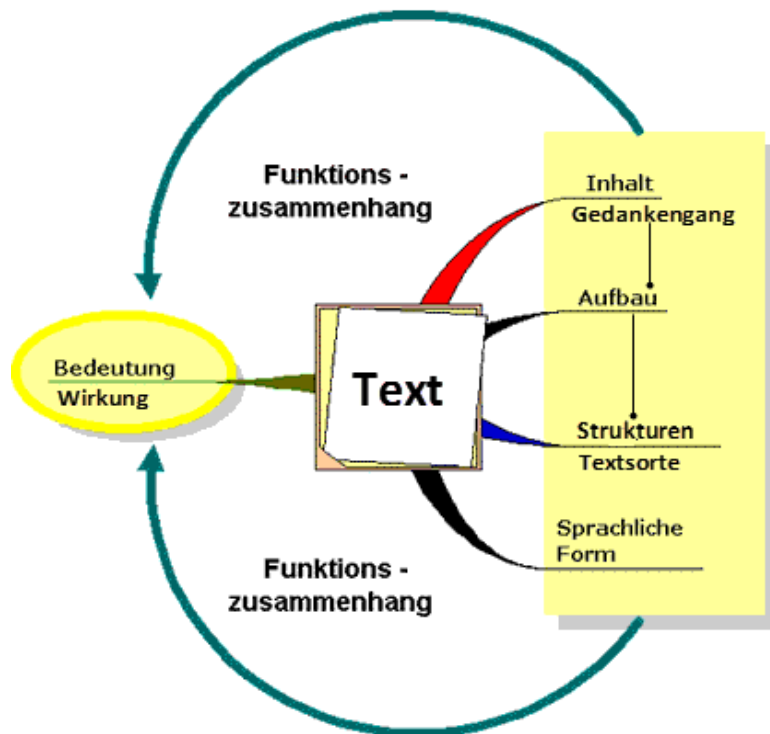 Funktions -
zusammenhang
Inhalt
Gedankengang
Aufbau
Bedeutung
Wirkung
Text
Strukturen
Textsorte
Sprachliche
Form
Funktions -
zusammenhang